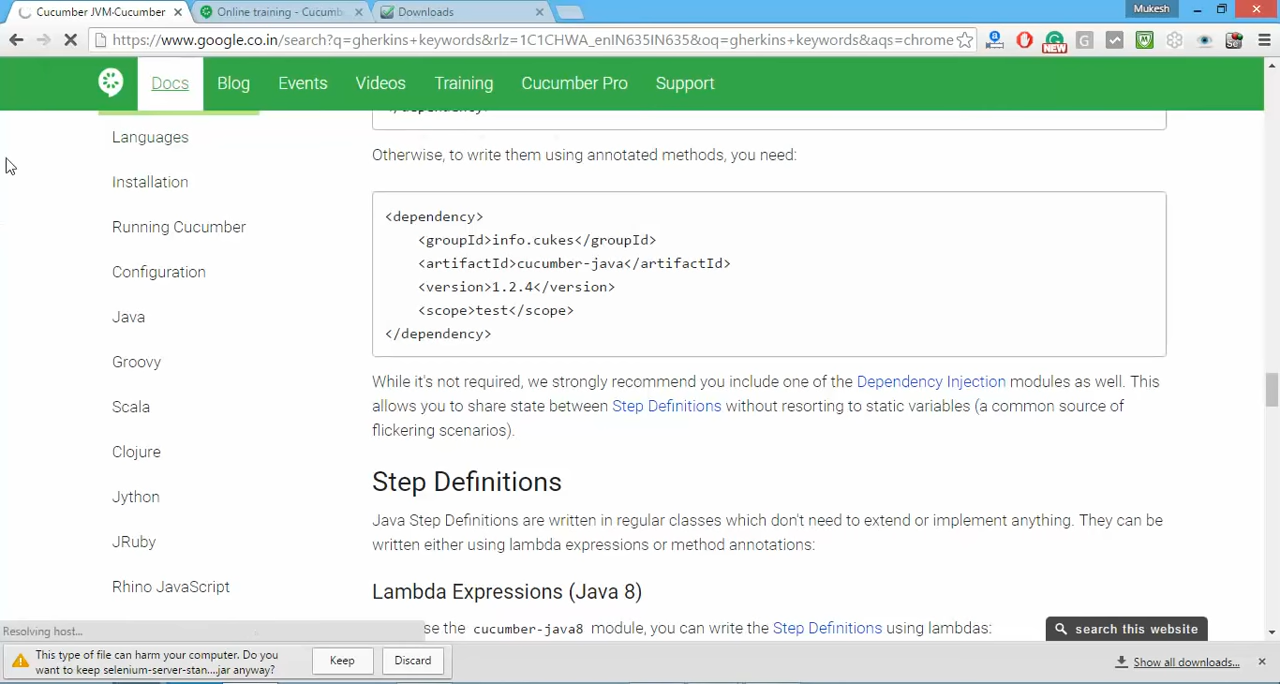 Cucumber JVM-Cucumber
Online training - Cucumb
Downloads
Mukesh
https://www.google.co.in/search?q=gherkins+keywords&rlz=1C1CHWA_enIN635IN635&oq=gherkins+keywords&aqs=chrome
NEW
Docs
Blog
Events
Videos
Training
Cucumber Pro
Support
Languages
Installation
Running Cucumber
Configuration
Java
Groovy
Scala
Clojure
Jython
JRuby
Rhino JavaScript
</dependency>
Otherwise, to write them using annotated methods, you need:
<dependency>
<groupId>info.cukes</groupId>
<artifactId>cucumber-java</artifactId>
<version>1.2.4</version>
<scope>test</scope>
</dependency>
While it's not required, we strongly recommend you include one of the Dependency Injection modules as well. This
allows you to share state between Step Definitions without resorting to static variables (a common source of
flickering scenarios).
Step Definitions
Java Step Definitions are written in regular classes which don't need to extend or implement anything. They can be
written either using lambda expressions or method annotations:
Lambda Expressions (Java 8)
se the cucumber-java8 module, you can write the Step Definitions using lambdas:
search this website
Resolving host...
This type of file can harm your computer. Do you
want to keep selenium-server-stan...jar anyway?
Keep
Discard
Show all downloads...